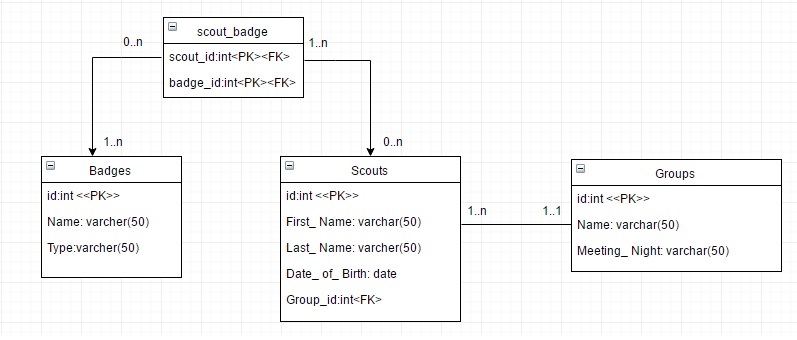 scout_badge
0..n
1..n
scout_id:int<PK><FK>
badge_id:int<PK><FK>
1..n
0..n
Badges
id:int <<PK>>
Name: varcher(50)
Type:varcher(50)
Scouts
id:int <<PK>>
First_ Name: varchar(50)
Last_ Name: varchar(50)
Date_ of_ Birth: date
Group_id:int<FK>
1..n
1..1
Groups
id:int <<PK>>
Name: varchar(50)
Meeting_ Night: varchar(50)